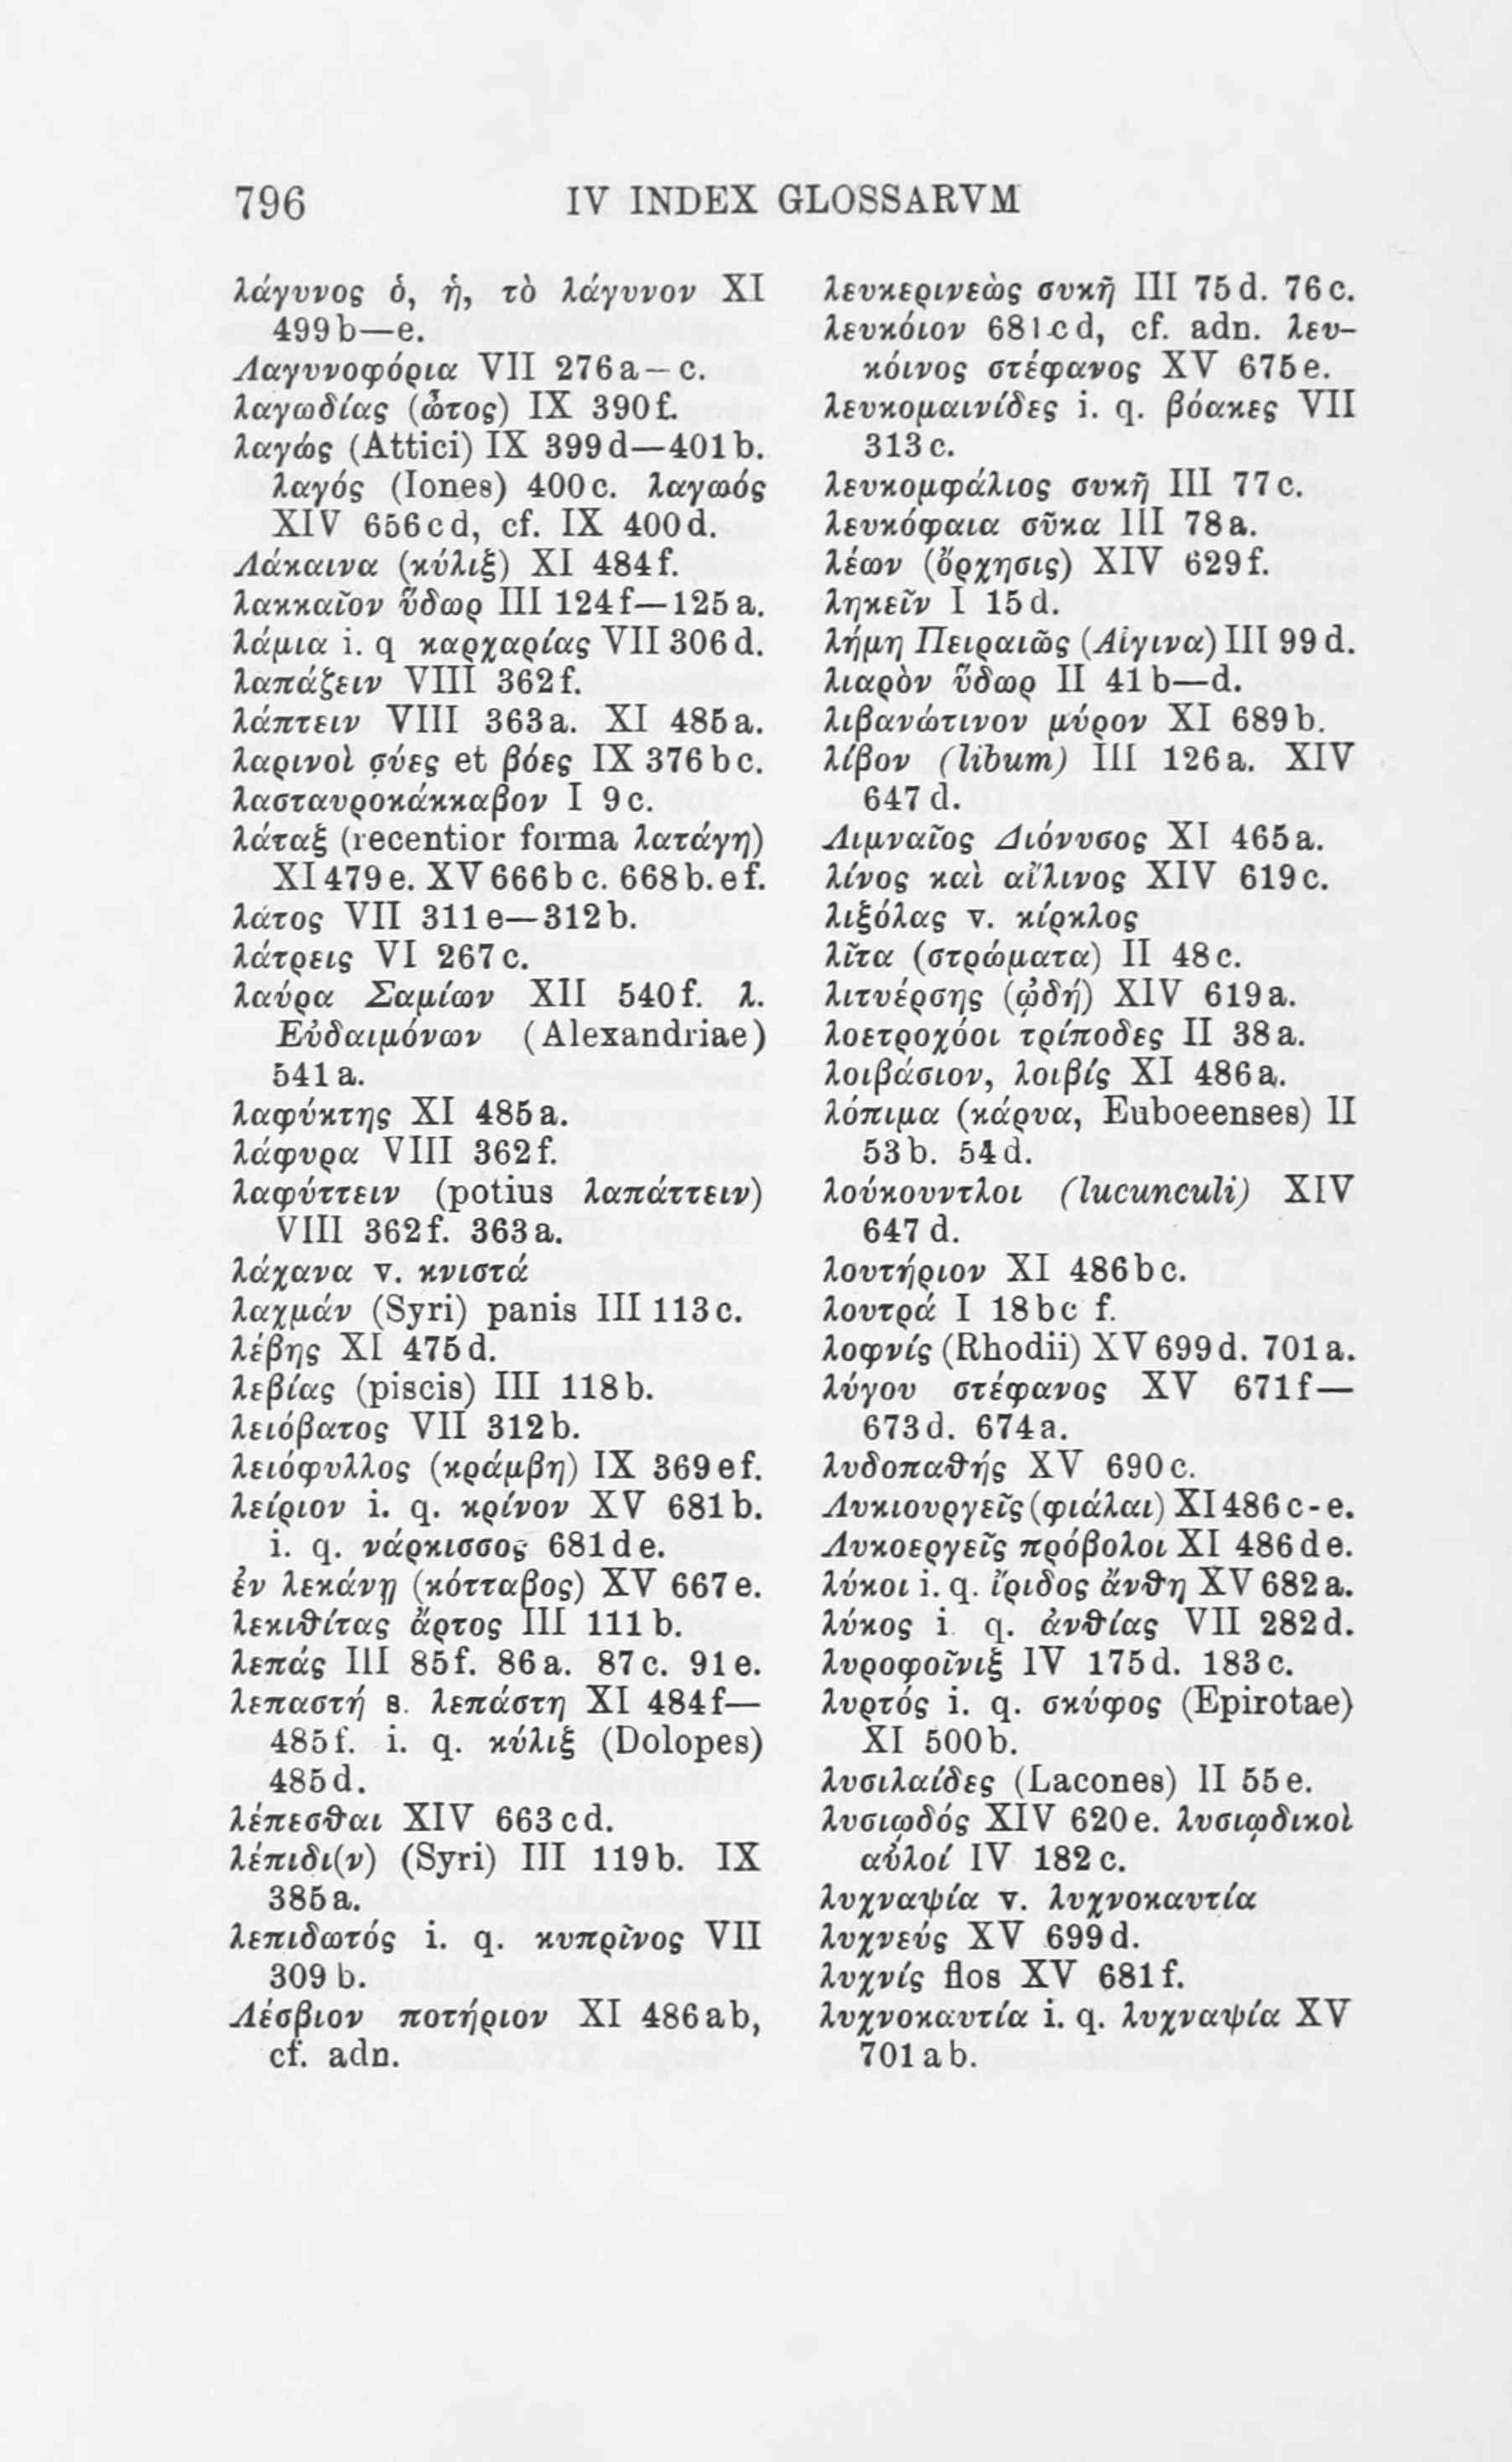 796 IV INDEX GLOSSARVM
λάγυνος ὁ, ἡ, τὸ λάγυνον XI
499b—e.
Λαγυνοφόρια VII 276a–c.
λαγωδίας (ὦτος) IX 390f.
λαγώς (Attici) IX 399d—401b.
λαγός (Iones) 400c. λαγωός
XIV 656cd, cf. IX 400d.
Λάκαινα (κύλιξ) XI 484f.
λακκαῖον ὕδωρ III 124f—125a.
λάμια i. q καρχαρίας VII 306d.
λαπάζειν VIII 362f.
λάπτειν VIII 363a. XI 485a.
λαρινοὶ σύες et βόες IX 376bc.
λασταυροκάκκαβον I 9c.
λάταξ (recentior forma λατάγη)
XI 479e. XV 666bc. 668b. ef.
λάτος VII 311e—312b.
λάτρεις VI 267c.
λαύρα Σαμίων XII 540f. λ.
Εὐδαιμόνων (Alexandriae)
541a.
λαφύκτης XI 485a.
λάφυρα VIII 362f.
λαφύττειν (potius λαπάττειν)
VIII 362f. 363a.
λάχανα v. κνιστά
λαχμάν (Syri) panis III 113c.
λέβης XI 475d.
λεβίας (piscis) III 118b.
λειόβατος VII 312b.
λειόφυλλος (κράμβη) IX 369ef.
λείριον i. q. κρίνον XV 681b.
i. q. νάρκισσος 681de.
ἐν λεκάνῃ (κότταβος) XV 667e.
λεκιθίτας ἄρτος III 111b.
λεπάς III 85f. 86a. 87c. 91e.
λεπαστή s. λεπάστη XI 484f—
485f. i. q. κύλιξ (Dolopes)
485d.
λέπεσθαι XIV 663cd.
λέπιδι(ν) (Syri) III 119b. IX
385a.
λεπιδωτός i. q. κυπρῖνος VII
309b.
Λέσβιον ποτήριον XI 486ab,
cf. adn.
λευκερινεὼς συκῆ III 75d. 76c.
λευκόιον 681cd, cf. adn. λευ-
κόινος στέφανος XV 675e.
λευκομαινίδες i. q. βόακες VII
313c.
λευκομφάλιος συκῆ III 77c.
λευκόφαια σῦκα III 78a.
λέων (ὄρχησις) XIV 629f.
ληκεῖν I 15d.
λήμη Πειραιῶς (Αἴγινα) III 99d.
λιαρὸν ὕδωρ II 41b—d.
λιβανώτινον μύρον XI 689b.
λίβον (libum) III 126a. XIV
647d.
Λιμναῖος Διόνυσος XI 465a.
λίνος καὶ αἴλινος XIV 619c.
λιξόλας v. κίρκλος
λῖτα (στρώματα) II 48c.
λιτυέρσης (ᾠδή) XIV 619a.
λοετροχόοι τρίποδες II 38a.
λοιβάσιον, λοιβίς XI 486a.
λόπιμα (κάρυα, Euboeenses) II
53b. 54d.
λούκουντλοι (lucunculi) XIV
647d.
λουτήριον XI 486bc.
λουτρά I 18bc f.
λοφνίς (Rhodii) XV 699d. 701a.
λύγου στέφανος XV 671f—
673d. 674a.
λυδοπαθής XV 690c.
Λυκιουργεῖς (φιάλαι) XI 486c-e.
Λυκοεργεῖς πρόβολοι XI 486de.
λύκοι i. q. ἴριδος ἄνθη XV 682a.
λύκος i q. ἀνθίας VII 282d.
λυροφοῖνιξ IV 175d. 183c.
λυρτός i. q. σκύφος (Epirotae)
XI 500b.
λυσιλαίδες (Lacones) II 55e.
λυσιῳδός XIV 620e. λυσιῳδικοὶ
αὐλοί IV 182c.
λυχναψία v. λυχνοκαυτία
λυχνεύς XV 699d.
λυχνίς flos XV 681f.
λυχνοκαυτία i. q. λυχναψία XV
701ab.